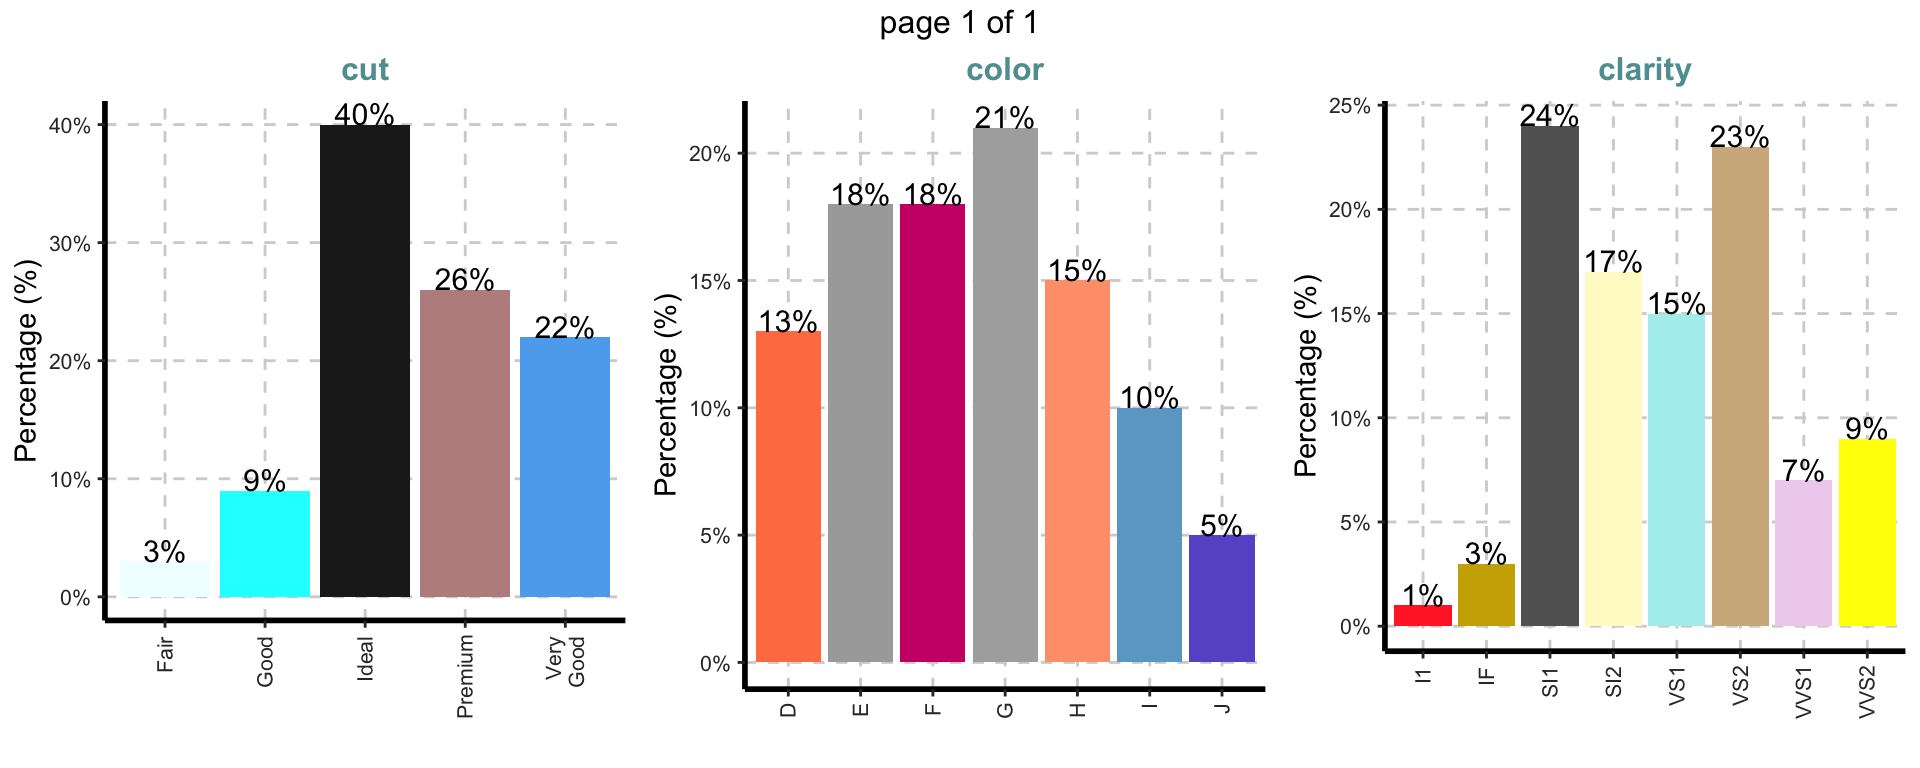 page 1 of 1
cut
Percentage (%)
40%
30%
20%
10%
0%
3%
9%
40%
26%
22%
Fair
Good
Ideal
Premium
Very
Good
color
Percentage (%)
20%
15%
10%
5%
0%
13%
18%
18%
21%
15%
10%
5%
D
E
F
G
H
I
J
clarity
Percentage (%)
25%
20%
15%
10%
5%
0%
1%
3%
24%
17%
15%
23%
7%
9%
I1
IF
SI1
SI2
VS1
VS2
VVS1
VVS2